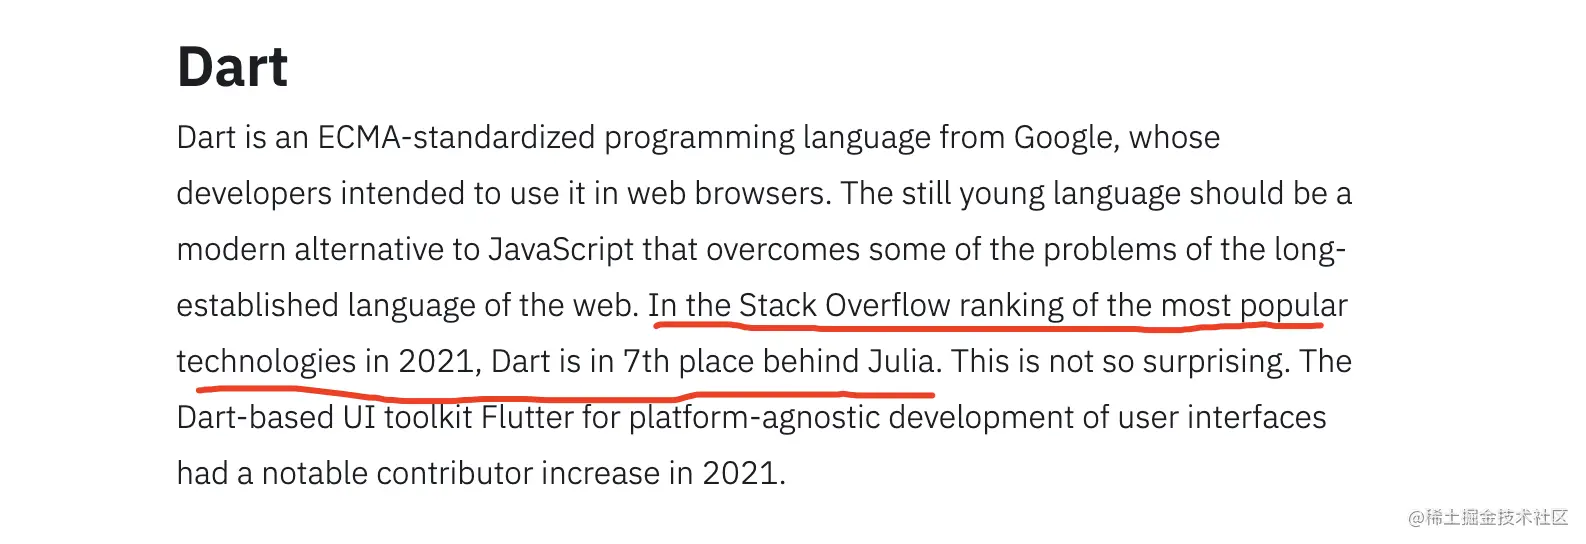 Dart
Dart is an ECMA-standardized programming language from Google, whose
developers intended to use it in web browsers. The still young language should be a
modern alternative to JavaScript that overcomes some of the problems of the long-
established language of the web. In the Stack Overflow ranking of the most popular
technologies in 2021, Dart is in 7th place behind Julia. This is not so surprising. The
Dart-based UI toolkit Flutter for platform-agnostic development of user interfaces
had a notable contributor increase in 2021.
@稀土掘金技术社区